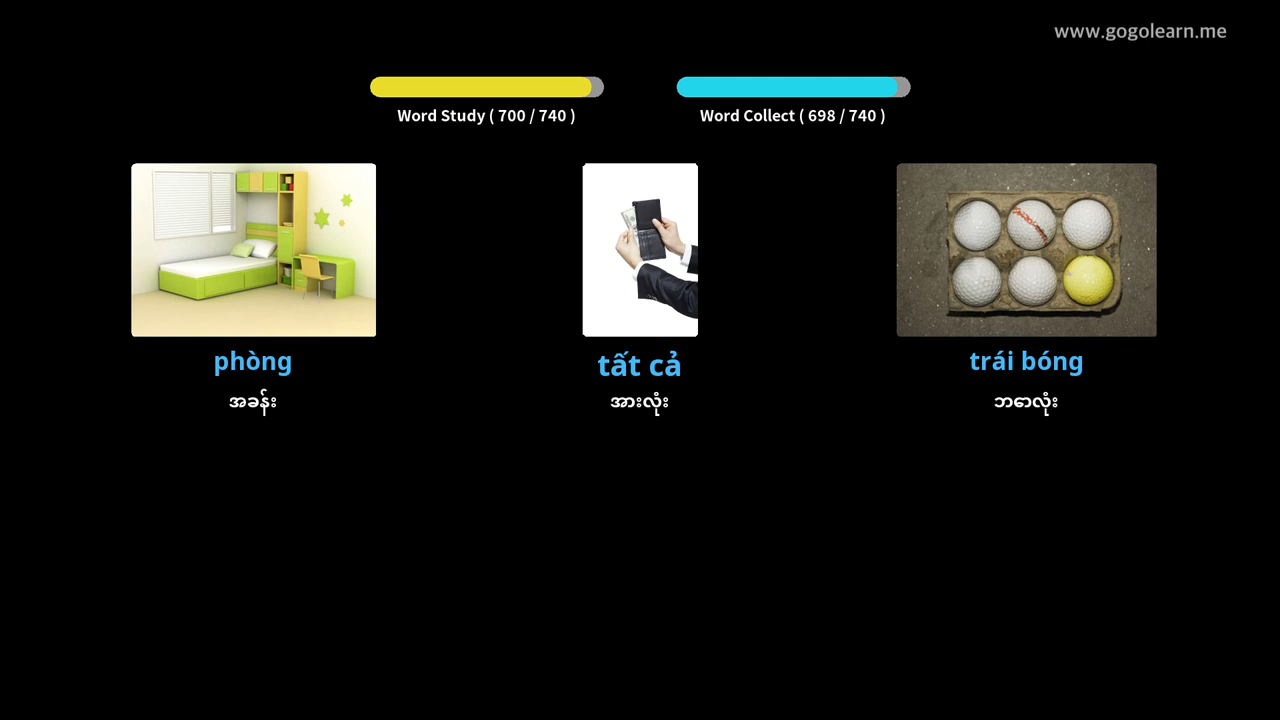 www.gogolearn.me
Word Study ( 700 / 740 )
Word Collect ( 698 / 740 )
phòng
tất cả
trái bóng
အခန်း
အားလုံး
ဘောလုံး